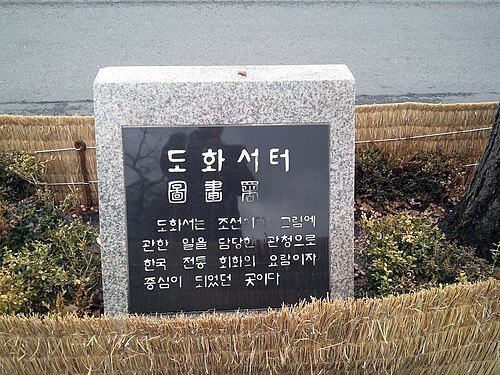 도화서터
圖畵署
도화서는 조선시대 그림에
관한 일을 담당한 관청으로
한국 전통 회화의 요람이자
중심이 되었던 곳이다